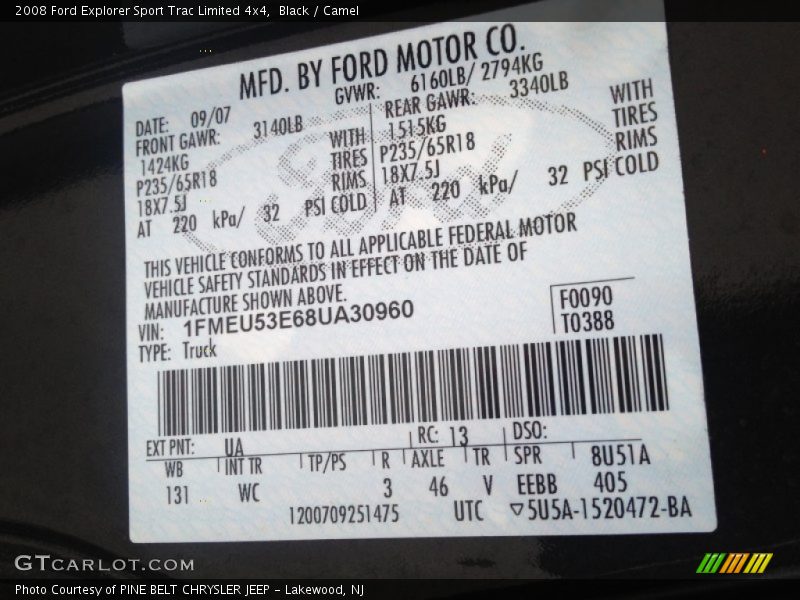 2008 Ford Explorer Sport Trac Limited 4x4,  Black / Camel
MFD. BY FORD MOTOR CO.
DATE: 09/07 GVWR: 6160LB/ 2794KG
FRONT GAWR: 3140LB REAR GAWR: 3340LB
1424KG WITH 1515KG WITH
P235/65R18 TIRES P235/65R18 TIRES
18X7.5J RIMS 18X7.5J RIMS
AT 220 kPa/ 32 PSI COLD AT 220 kPa/ 32 PSI COLD
Ford
THIS VEHICLE CONFORMS TO ALL APPLICABLE FEDERAL MOTOR
VEHICLE SAFETY STANDARDS IN EFFECT ON THE DATE OF
MANUFACTURE SHOWN ABOVE.
VIN: 1FMEU53E68UA30960 F0090
TYPE: Truck T0388
EXT PNT: UA RC: 13 DSO:
WB INT TR TP/PS R AXLE TR SPR 8U51A
131 WC 3 46 V EEBB 405
1200709251475 UTC ▽5U5A-1520472-BA
GTCARLOT.COM
Photo Courtesy of PINE BELT CHRYSLER JEEP - Lakewood, NJ